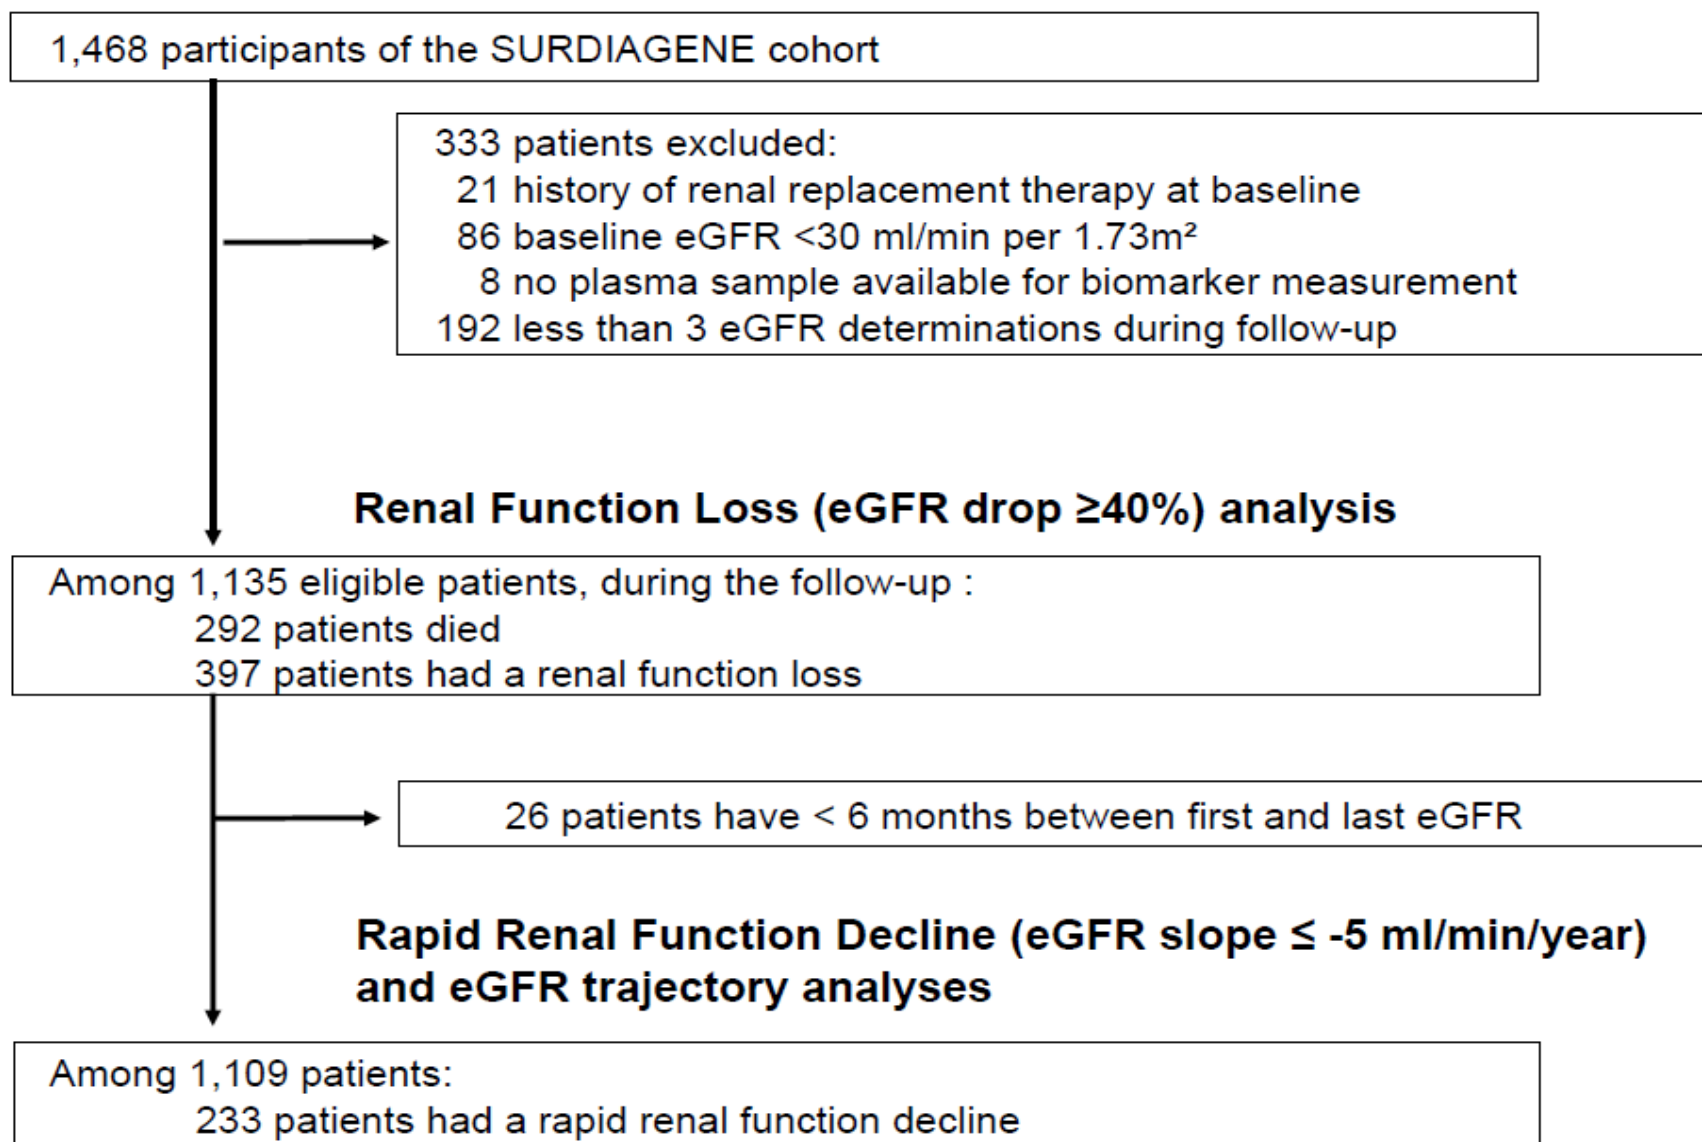 1,468 participants of the SURDIAGENE cohort
333 patients excluded:
21 history of renal replacement therapy at baseline
86 baseline eGFR <30 ml/min per 1.73m²
8 no plasma sample available for biomarker measurement
192 less than 3 eGFR determinations during follow-up
Renal Function Loss (eGFR drop ≥40%) analysis
Among 1,135 eligible patients, during the follow-up :
292 patients died
397 patients had a renal function loss
26 patients have < 6 months between first and last eGFR
Rapid Renal Function Decline (eGFR slope ≤ -5 ml/min/year)
and eGFR trajectory analyses
Among 1,109 patients:
233 patients had a rapid renal function decline